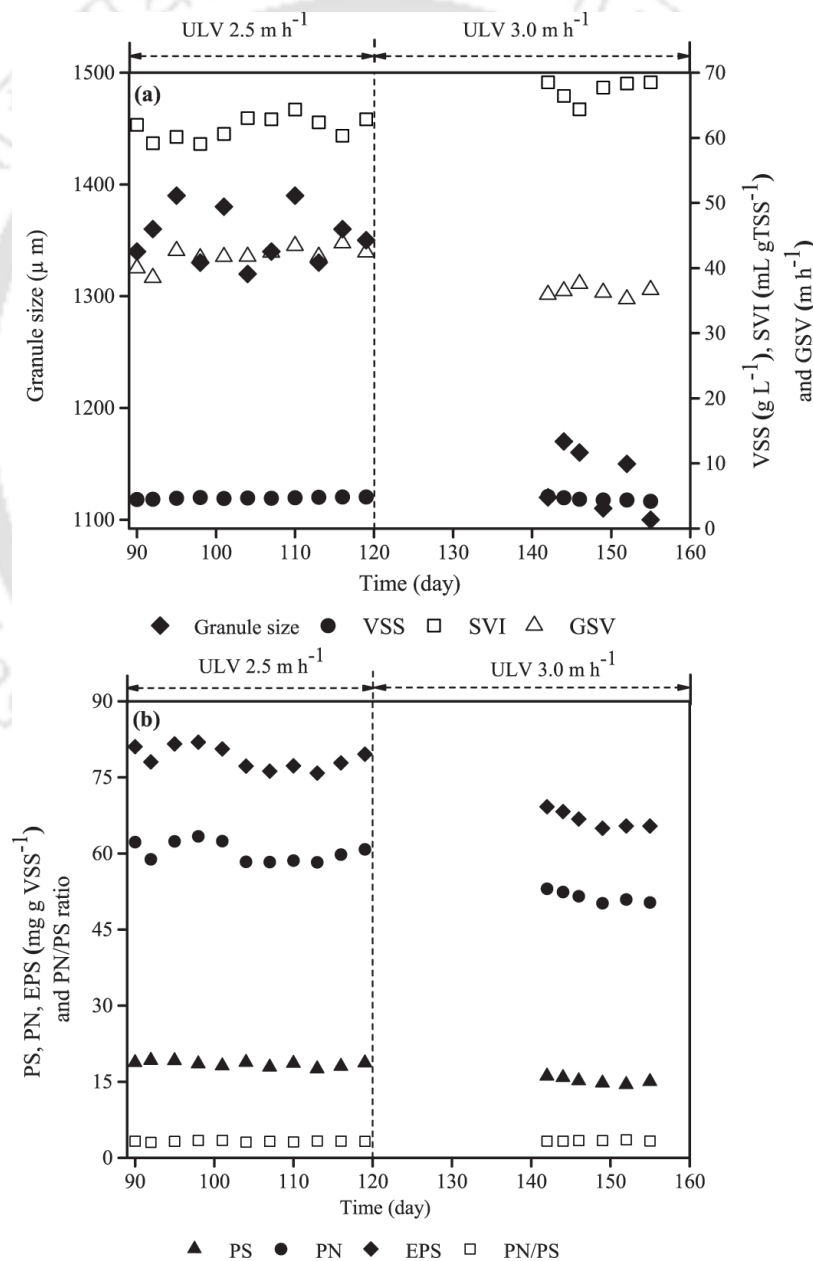 ULV 2.5 m h⁻¹ ULV 3.0 m h⁻¹
(a)
1500
1400
1300
1200
1100
Granule size (µ m)
70
60
50
40
30
20
10
0
VSS (g L⁻¹), SVI (mL gTSS⁻¹)
and GSV (m h⁻¹)
90 100 110 120 130 140 150 160
Time (day)
Granule size VSS SVI GSV
ULV 2.5 m h⁻¹ ULV 3.0 m h⁻¹
(b)
90
75
60
45
30
15
0
PS, PN, EPS (mg g VSS⁻¹)
and PN/PS ratio
90 100 110 120 130 140 150 160
Time (day)
PS PN EPS PN/PS